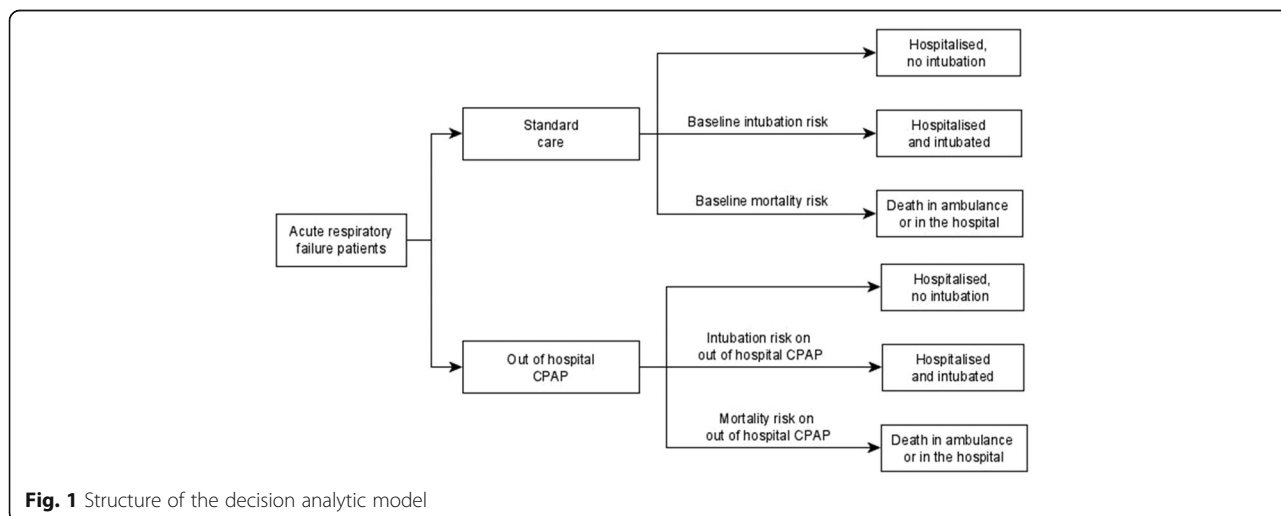 Hospitalised,
no intubation
Standard
care
Baseline intubation risk
Hospitalised
and intubated
Baseline mortality risk
Death in ambulance
or in the hospital
Acute respiratory
failure patients
Hospitalised,
no intubation
Intubation risk on
out of hospital CPAP
Out of hospital
CPAP
Hospitalised
and intubated
Mortality risk on
out of hospital CPAP
Death in ambulance
or in the hospital
Fig. 1 Structure of the decision analytic model